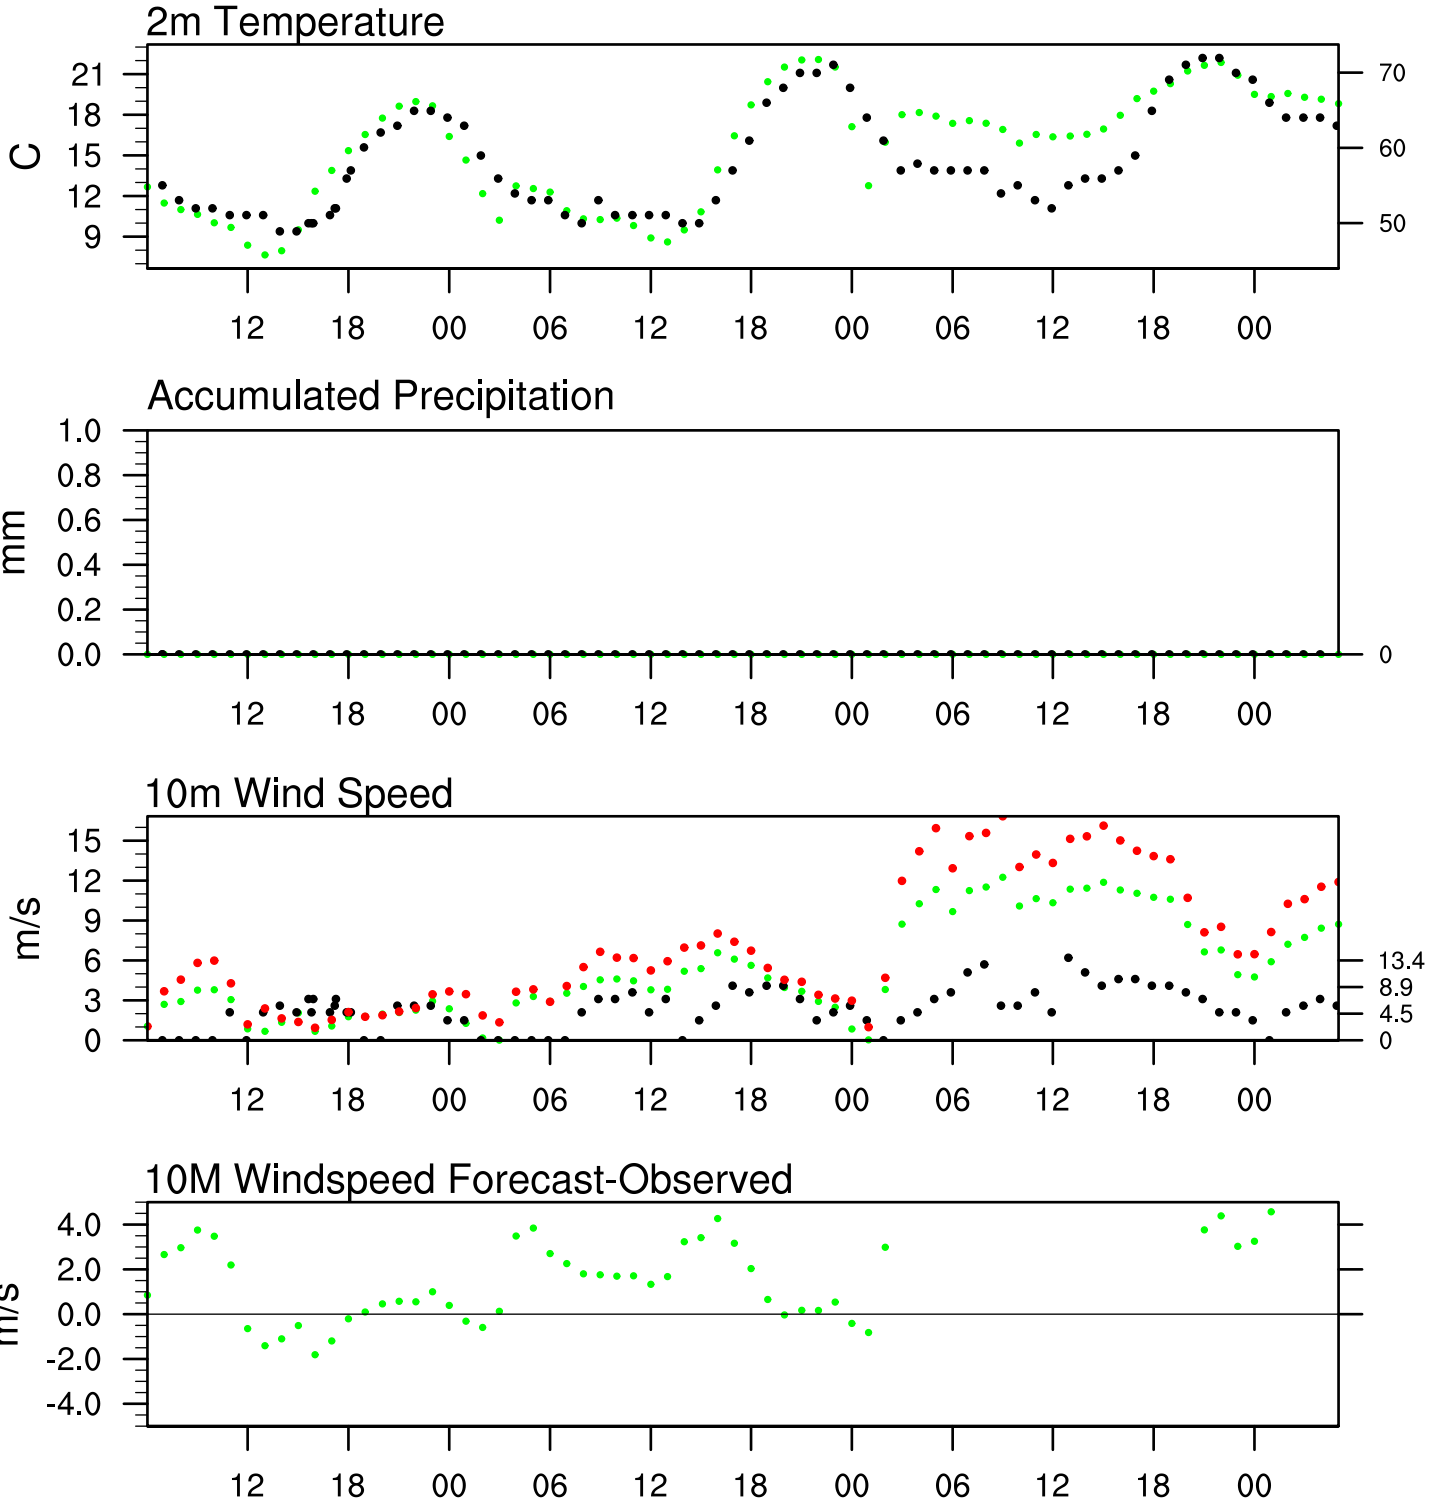 2m Temperature
21 70
18
C
15 60
12
9 50
12 18 00 06 12 18 00 06 12 18 00
Accumulated Precipitation
1.0
0.8
0.6
mm
0.4
0.2
0.0 0
12 18 00 06 12 18 00 06 12 18 00
10m Wind Speed
15
12
9
m/s
6 13.4
8.9
3
4.5
0 0
12 18 00 06 12 18 00 06 12 18 00
10M Windspeed Forecast-Observed
4.0
2.0
m/s
0.0
-2.0
-4.0
12 18 00 06 12 18 00 06 12 18 00